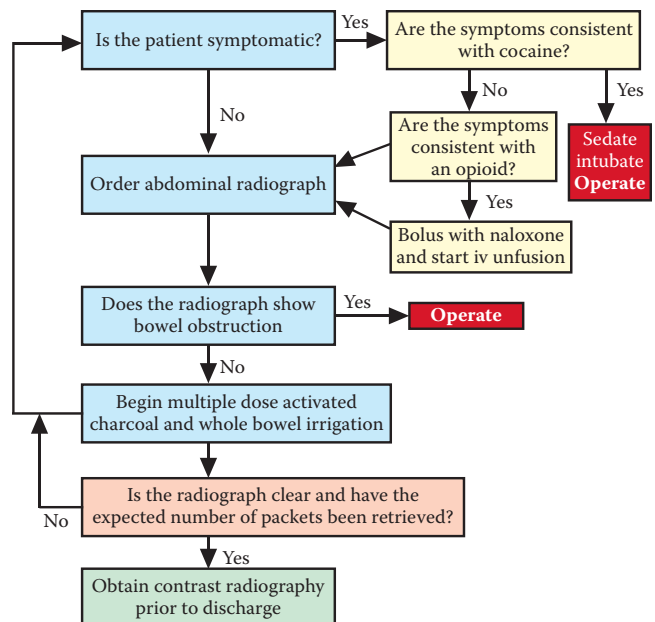 Is the patient symptomatic?
Yes
Are the symptoms consistent
with cocaine?
No
No
Yes
Are the symptoms
consistent with
an opioid?
Sedate
intubate
Operate
Order abdominal radiograph
Yes
Bolus with naloxone
and start iv unfusion
Does the radiograph show
bowel obstruction
Yes
Operate
No
Begin multiple dose activated
charcoal and whole bowel irrigation
Is the radiograph clear and have the
expected number of packets been retrieved?
No
Yes
Obtain contrast radiography
prior to discharge